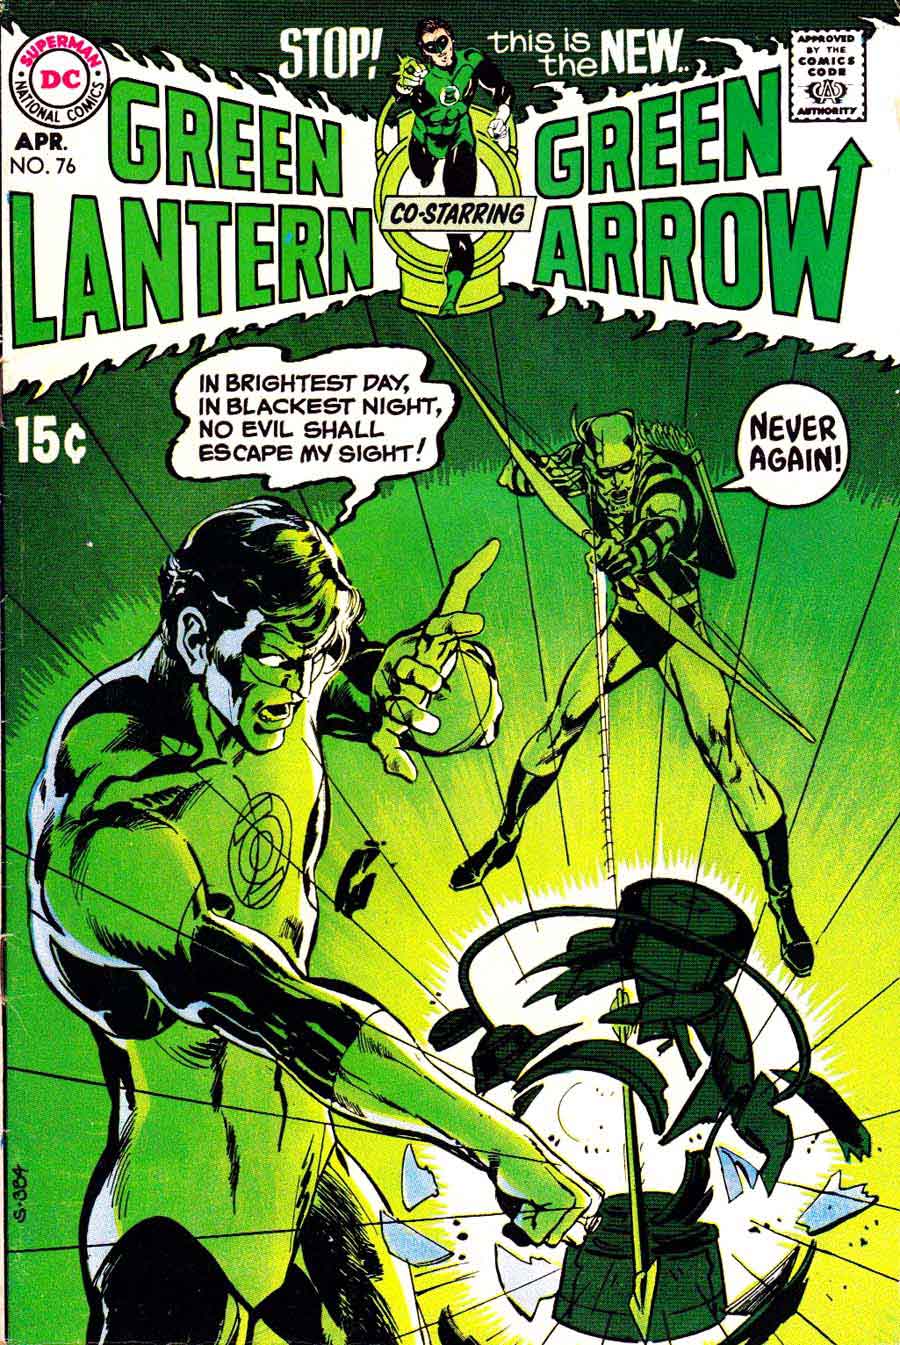 STOP!
this is
the NEW..
SUPERMAN
DC
NATIONAL COMICS
APPROVED
BY THE
COMICS
CODE
CA
AUTHORITY
APR.
NO. 76
GREEN
LANTERN
CO-STARRING
GREEN
ARROW
15¢
IN BRIGHTEST DAY,
IN BLACKEST NIGHT,
NO EVIL SHALL
ESCAPE MY SIGHT!
NEVER
AGAIN!
S-384